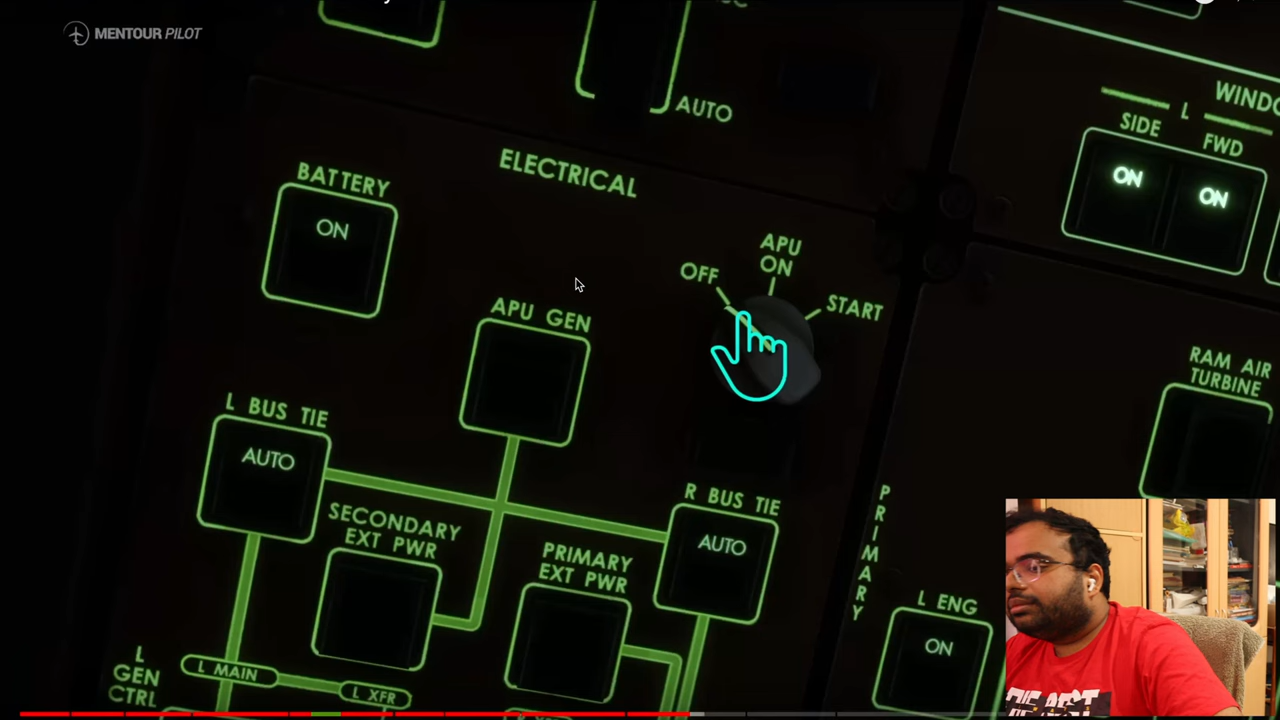 MENTOUR PILOT
AUTO
ELECTRICAL
BATTERY
ON
APU GEN
OFF
APU
ON
START
WINDO
L
SIDE
FWD
ON
ON
RAM AIR
TURBINE
L BUS TIE
AUTO
SECONDARY
EXT PWR
PRIMARY
EXT PWR
R BUS TIE
AUTO
PRIMARY
L ENG
ON
L
GEN
CTRL
L MAIN
L XFR